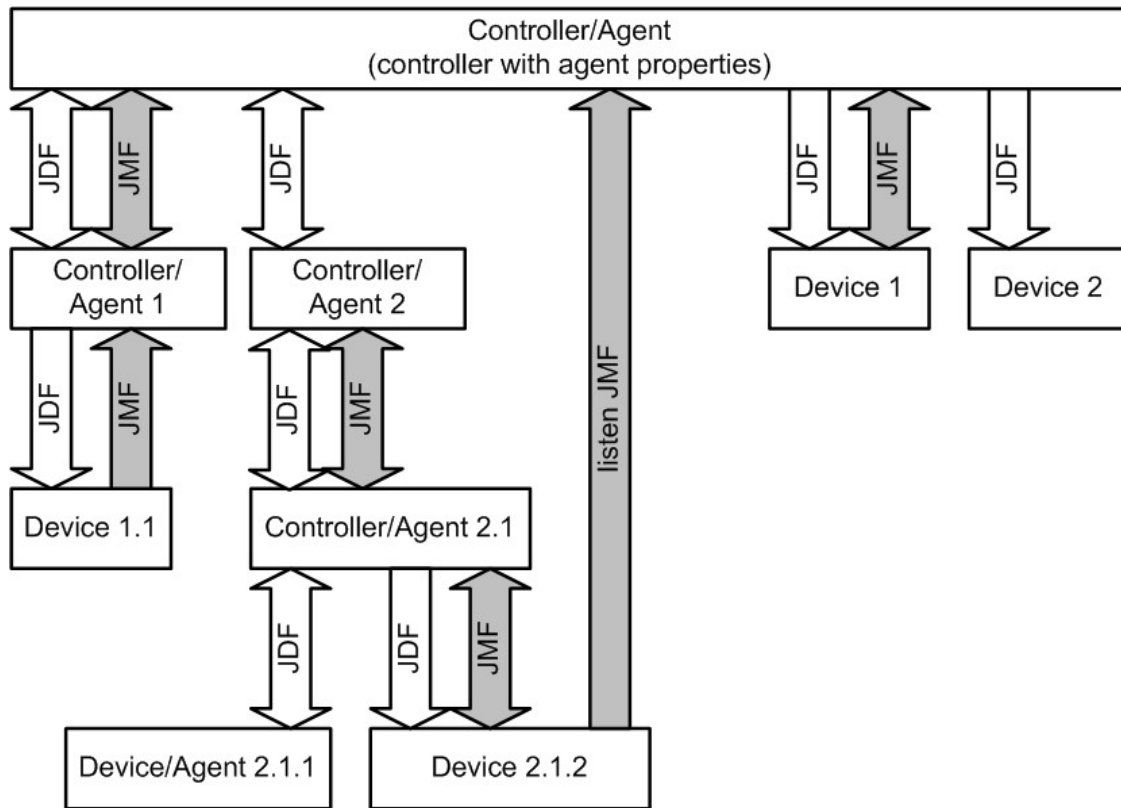 Controller/Agent
(controller with agent properties)
JDF
JMF
JDF
listen JMF
JDF
JMF
JDF
Controller/
Agent 1
Controller/
Agent 2
Device 1
Device 2
JDF
JMF
JDF
JMF
Device 1.1
Controller/Agent 2.1
JDF
JDF
JMF
Device/Agent 2.1.1
Device 2.1.2